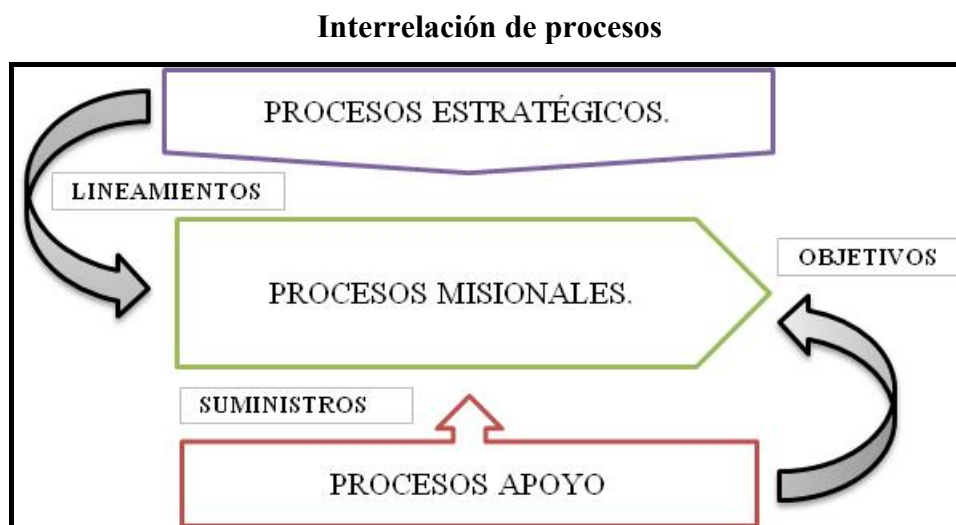 Interrelación de procesos
PROCESOS ESTRATÉGICOS.
LINEAMIENTOS
OBJETIVOS
PROCESOS MISIONALES.
SUMINISTROS
PROCESOS APOYO